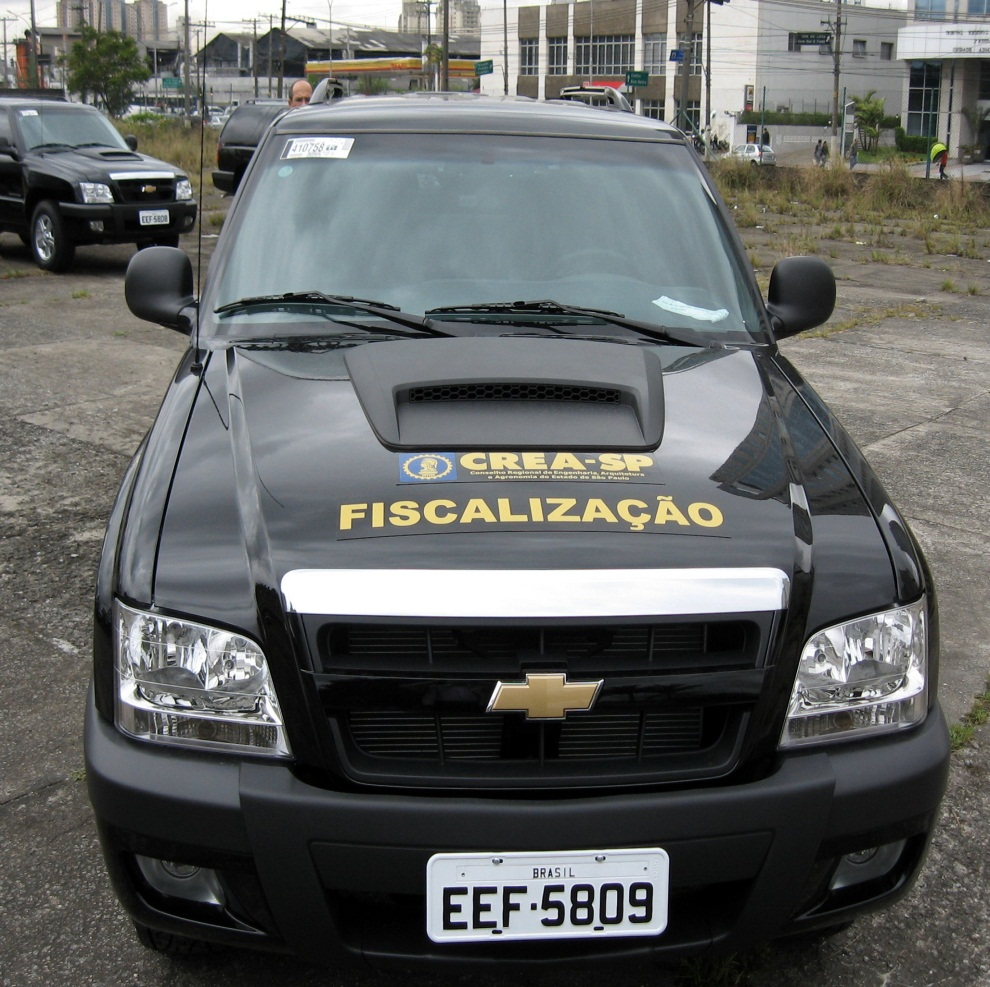 410758
EEF·5808
CREA-SP
Conselho Regional de Engenharia, Arquitetura
e Agronomia do Estado de São Paulo
FISCALIZAÇÃO
BRASIL
EEF·5809